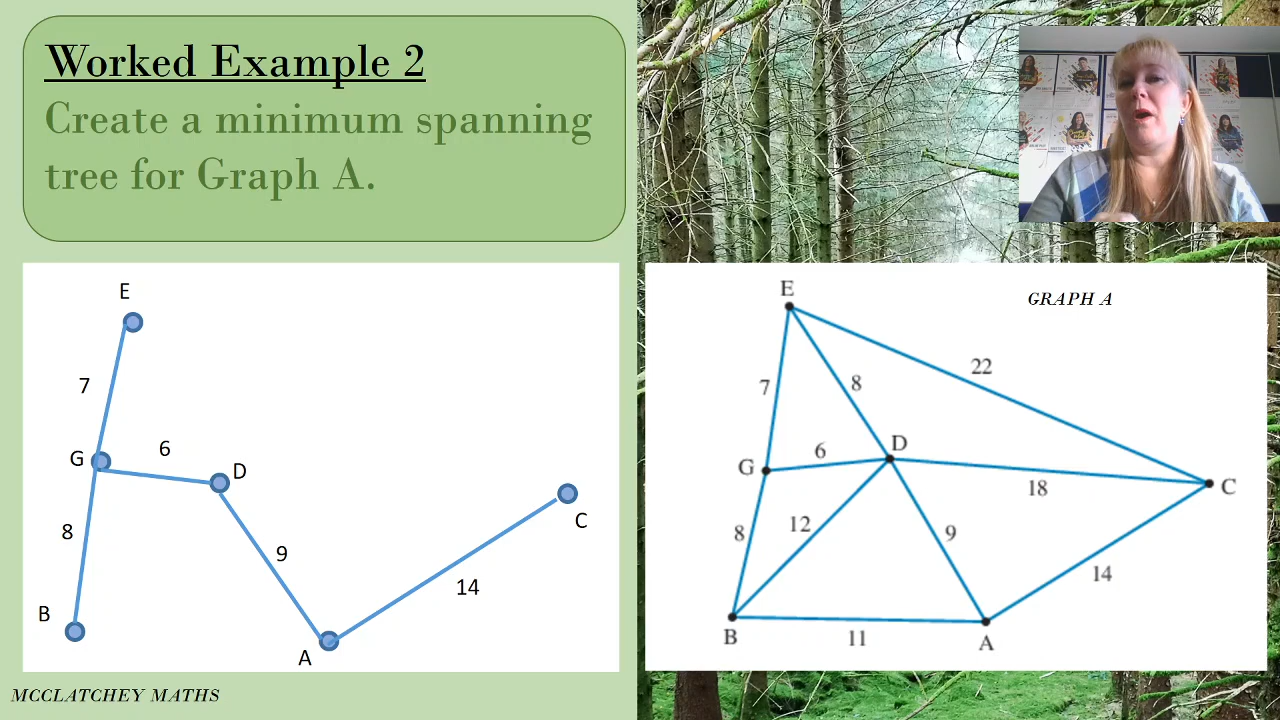 Worked Example 2
Create a minimum spanning
tree for Graph A.
E
7
G
6
D
8
9
C
14
B
A
GRAPH A
E
22
7
8
D
G
6
C
18
8
12
9
14
B
11
A
MCCLATCHEY MATHS